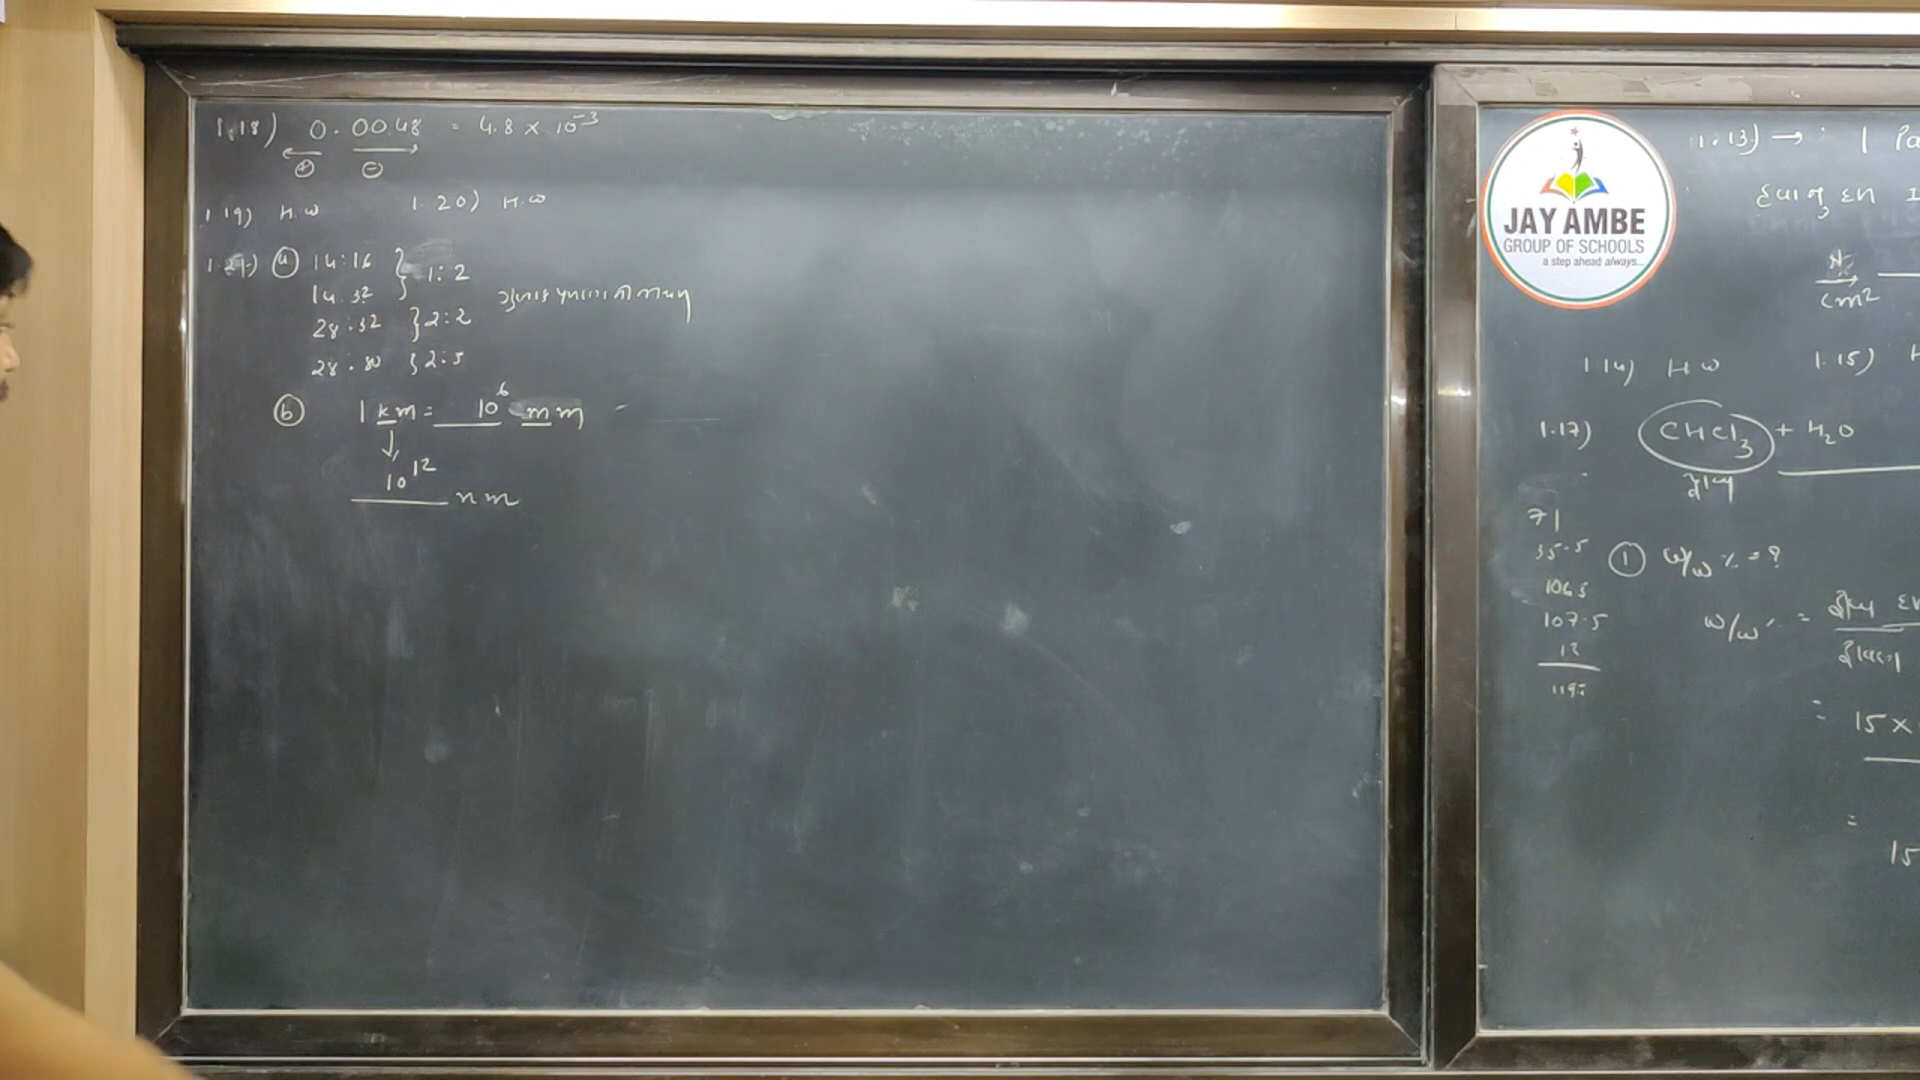 1.18) 0.0048 = 4.8 × 10⁻³
⊕ ⊖
1.19) H.W 1.20) H.W
1.21) (a) 14:16 } 1:2
14.32
28:32 } 2:2
28:80 } 2:5
(b) 1 km = 10⁶ mm
10¹² nm
JAY AMBE
GROUP OF SCHOOLS
a step ahead always...
1.13) → 1 Pa
cm²
1.14) H W 1.15) H
1.17) CHCl₃ + H₂O
દ્રાવ્ય
71
35.5
106.5
107.5
12
① w/w % = ?
w/w =
= 15 ×
=
15